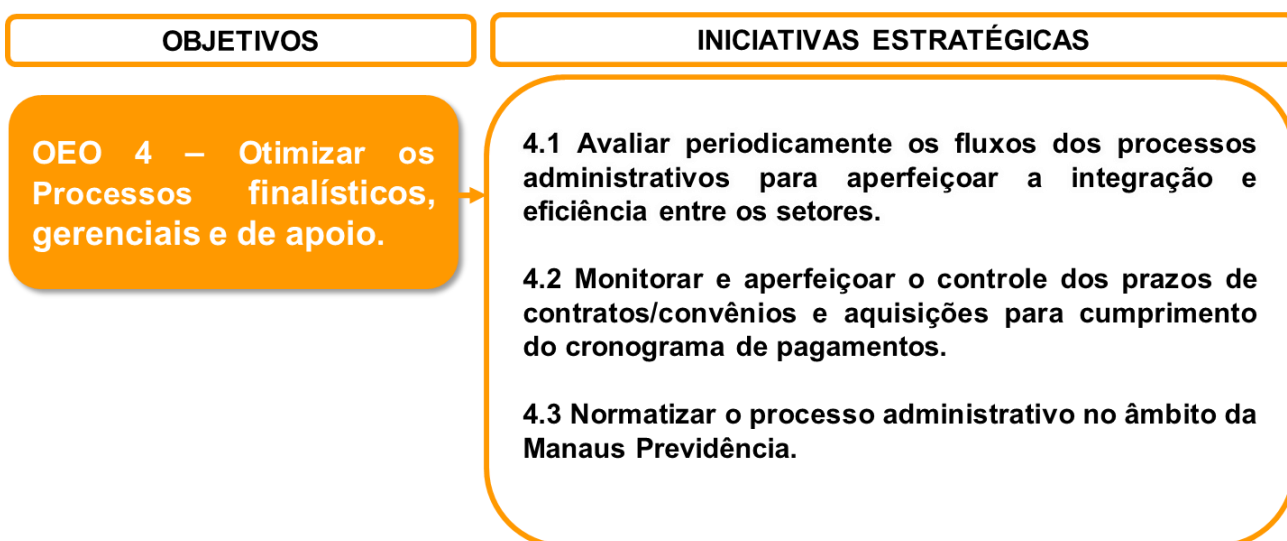 OBJETIVOS
INICIATIVAS ESTRATÉGICAS
OEO 4 – Otimizar os
Processos finalísticos,
gerenciais e de apoio.
4.1 Avaliar periodicamente os fluxos dos processos
administrativos para aperfeiçoar a integração e
eficiência entre os setores.
4.2 Monitorar e aperfeiçoar o controle dos prazos de
contratos/convênios e aquisições para cumprimento
do cronograma de pagamentos.
4.3 Normatizar o processo administrativo no âmbito da
Manaus Previdência.